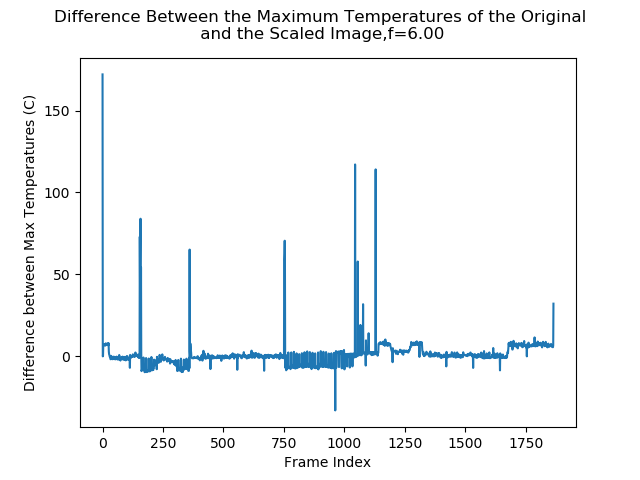 Difference Between the Maximum Temperatures of the Original
and the Scaled Image,f=6.00
Difference between Max Temperatures (C)
150
100
50
0
0 250 500 750 1000 1250 1500 1750
Frame Index